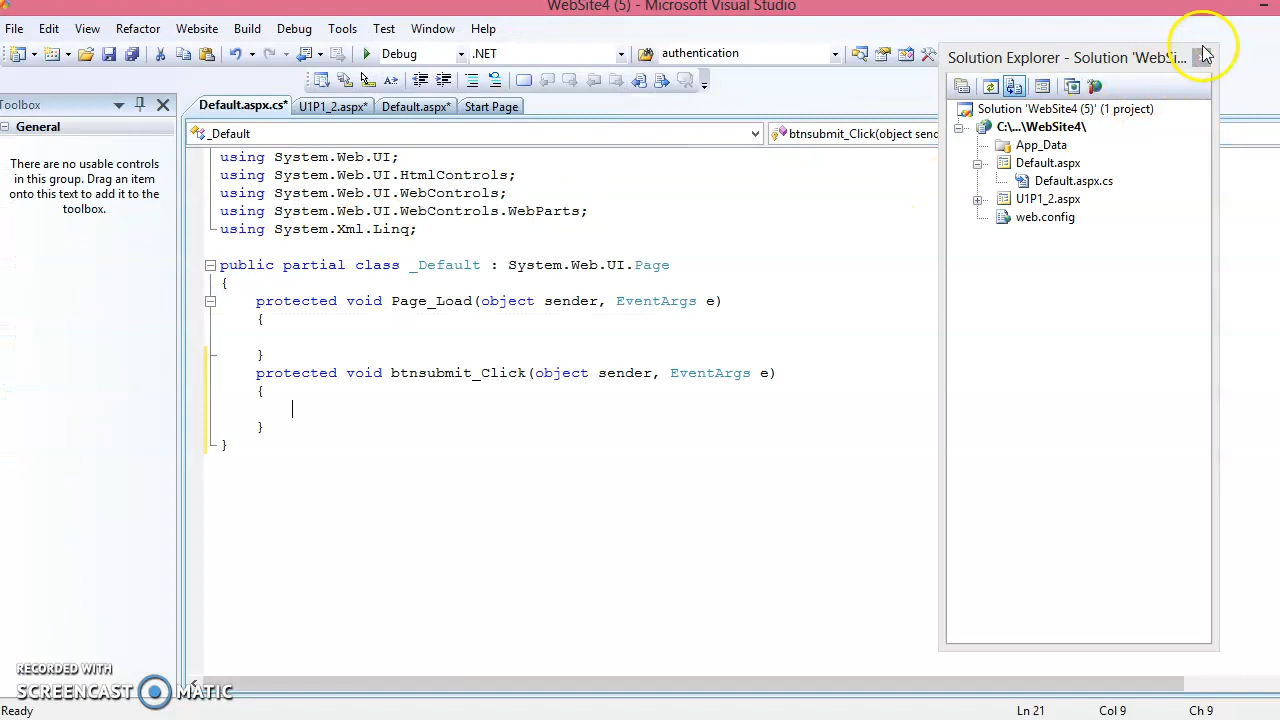 WebSite4 (5) - Microsoft Visual Studio
File Edit View Refactor Website Build Debug Tools Test Window Help
Debug .NET authentication
Toolbox
General
There are no usable controls
in this group. Drag an item
onto this text to add it to the
toolbox.
Default.aspx.cs* U1P1_2.aspx* Default.aspx* Start Page
_Default btnsubmit_Click(object send
using System.Web.UI;
using System.Web.UI.HtmlControls;
using System.Web.UI.WebControls;
using System.Web.UI.WebControls.WebParts;
using System.Xml.Linq;
public partial class _Default : System.Web.UI.Page
{
protected void Page_Load(object sender, EventArgs e)
{
}
protected void btnsubmit_Click(object sender, EventArgs e)
{
}
}
Solution Explorer - Solution 'WebSi...
Solution 'WebSite4 (5)' (1 project)
C:\...\WebSite4\
App_Data
Default.aspx
Default.aspx.cs
U1P1_2.aspx
web.config
RECORDED WITH
SCREENCAST MATIC
Ready Ln 21 Col 9 Ch 9